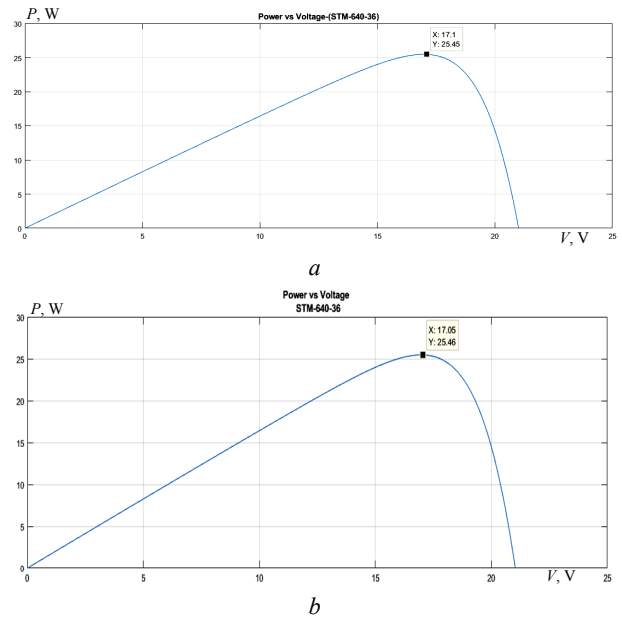 P, W
Power vs Voltage-(STM-640-36)
30
X: 17.1
Y: 25.45
25
20
15
10
5
0
0 5 10 15 20 25
V, V
a
Power vs Voltage
STM-640-36
P, W
30
X: 17.05
Y: 25.46
25
20
15
10
5
0
0 5 10 15 20 25
V, V
b